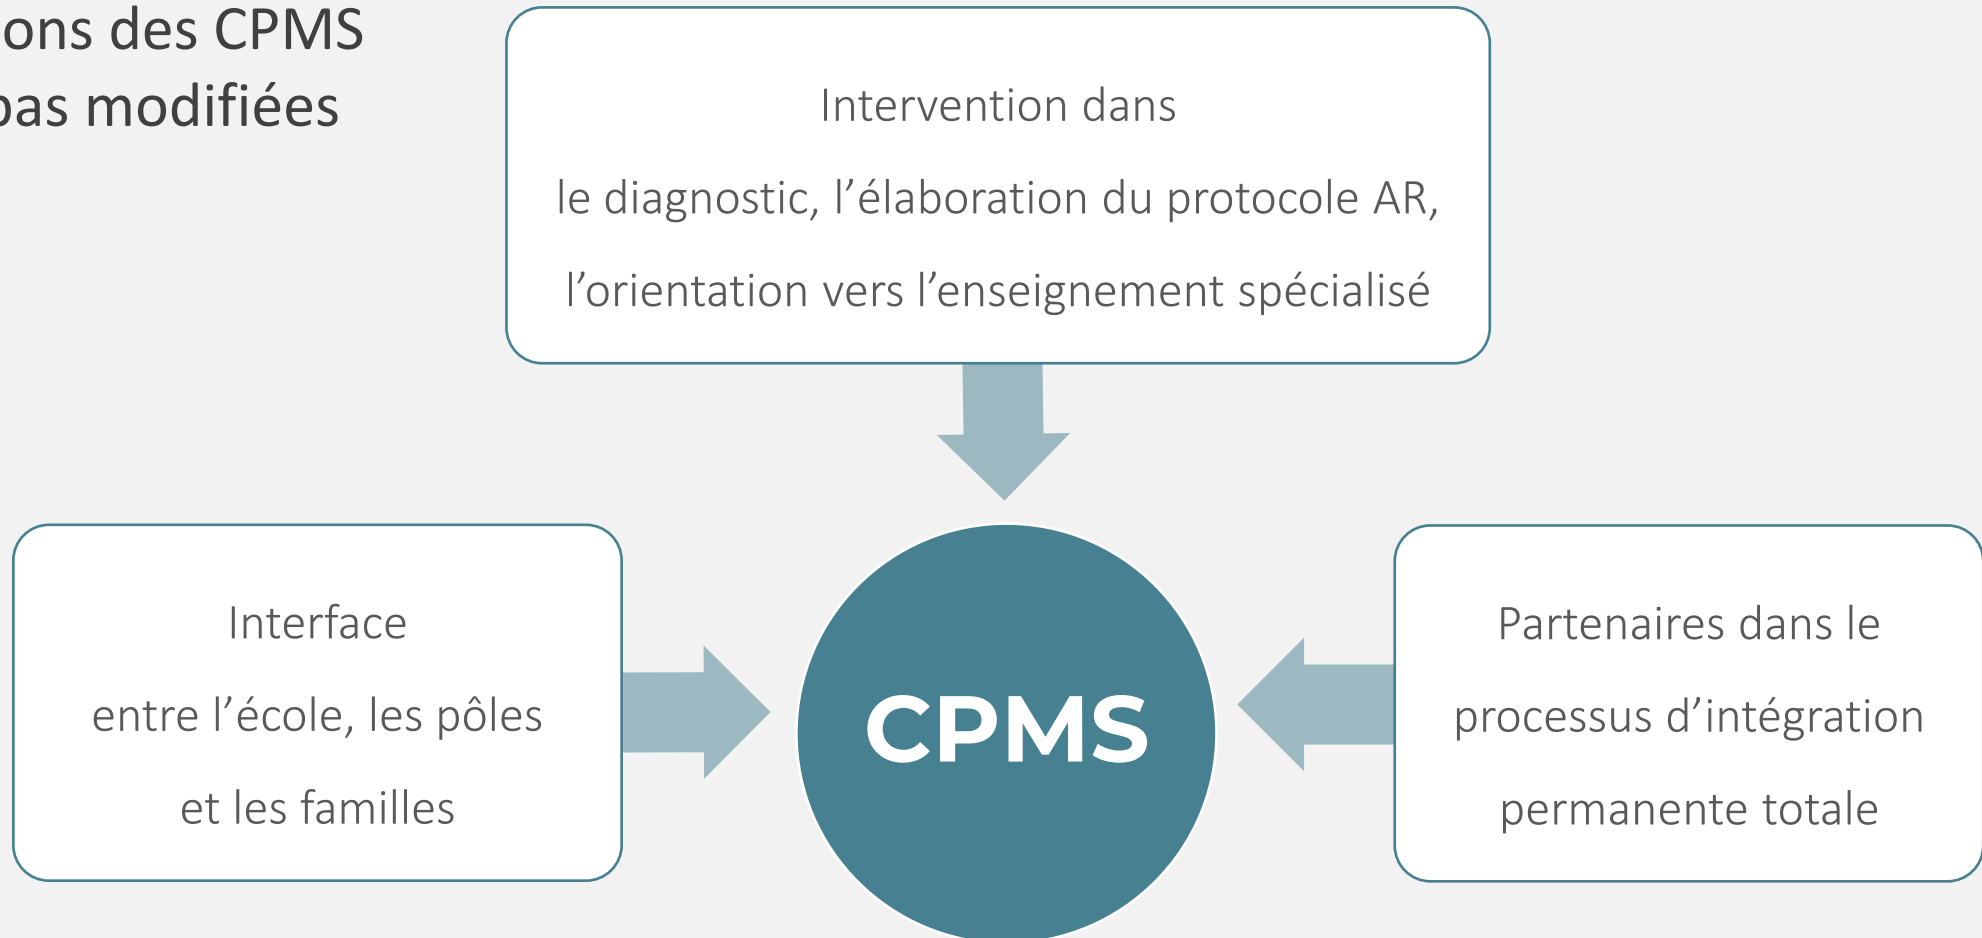 ons des CPMS
pas modifiées
Intervention dans
le diagnostic, l’élaboration du protocole AR,
l’orientation vers l’enseignement spécialisé
Interface
entre l’école, les pôles
et les familles
CPMS
Partenaires dans le
processus d’intégration
permanente totale